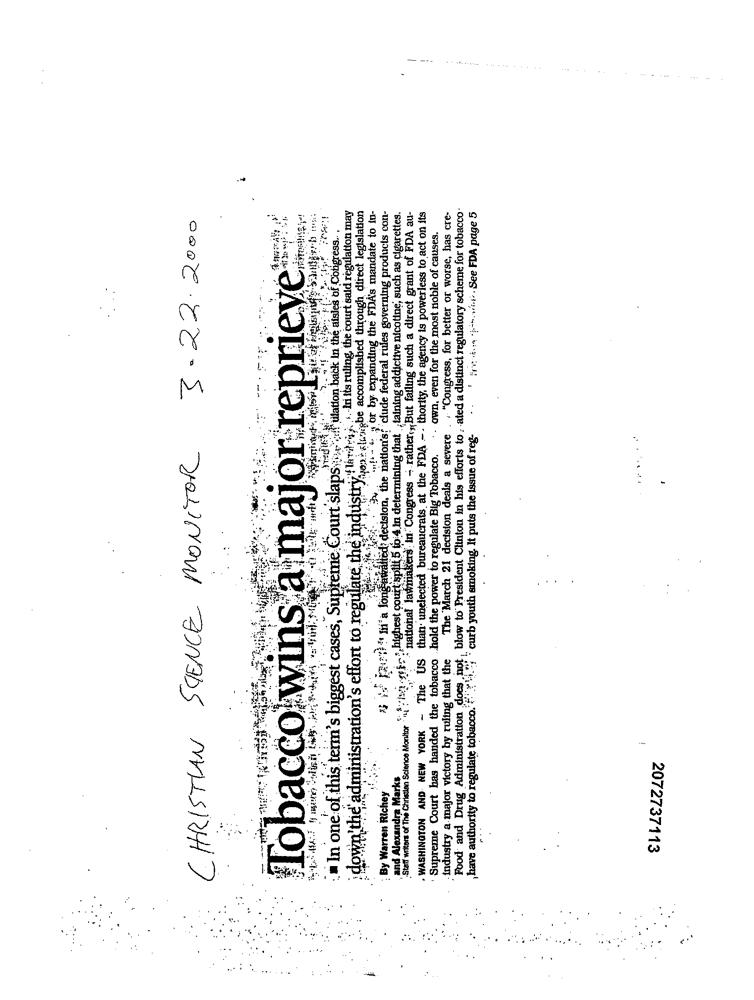 CHRISTIAN SCIENCE MONITOR 3-22-2000
Tobacco wins a major reprieve
■ In one of this term's biggest cases, Supreme Court slaps
down the administration's effort to regulate the industry.
By Warren Richey
and Alexandra Marks
Staff writers of The Christian Science Monitor
WASHINGTON AND NEW YORK – The US
Supreme Court has handed the tobacco
industry a major victory by ruling that the
Food and Drug Administration does not
have authority to regulate tobacco.
In a long-awaited decision, the nation's
highest court split 5 to 4 in determining that
national lawmakers in Congress – rather
than unelected bureaucrats at the FDA –
hold the power to regulate Big Tobacco.
The March 21 decision deals a severe
blow to President Clinton in his efforts to
curb youth smoking. It puts the issue of reg-
ulation back in the aisles of Congress.
In its ruling, the court said regulation may
be accomplished through direct legislation
or by expanding the FDA's mandate to in-
clude federal rules governing products con-
taining addictive nicotine, such as cigarettes.
But failing such a direct grant of FDA au-
thority, the agency is powerless to act on its
own, even for the most noble of causes.
"Congress, for better or worse, has cre-
ated a distinct regulatory scheme for tobacco
See FDA page 5
2072737113